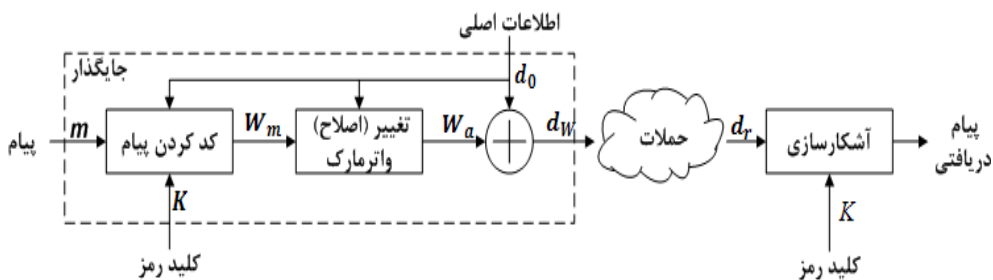 اطلاعات اصلی
جایگذار
d₀
پیام
m
کد کردن پیام
Wₘ
تغییر (اصلاح)
واترمارک
Wₐ
d_W
حملات
dᵣ
آشکارسازی
پیام
دریافتی
K
کلید رمز
K
کلید رمز